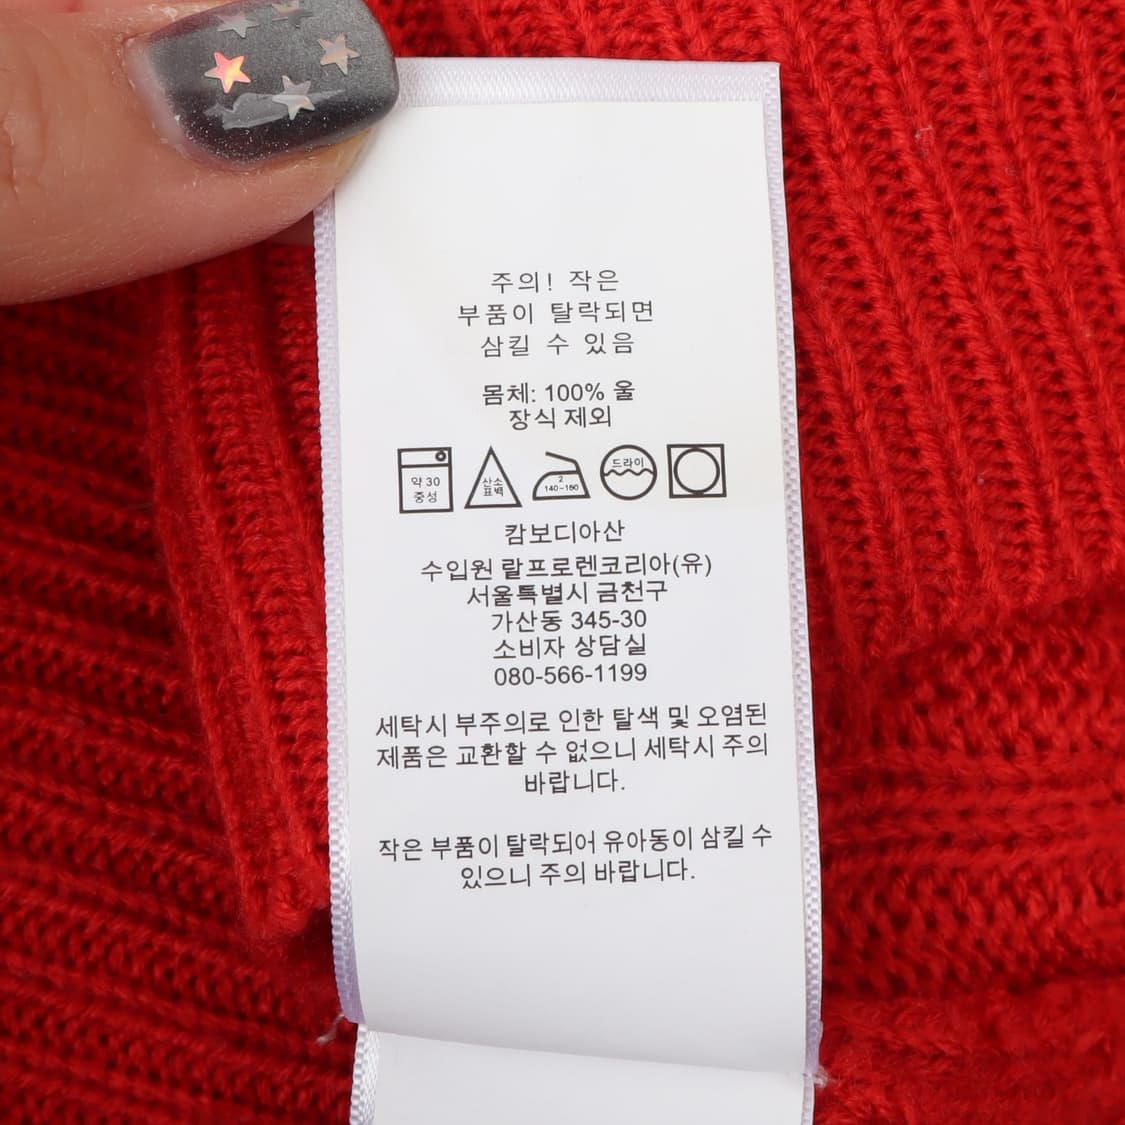 주의! 작은
부품이 탈락되면
삼킬 수 있음
몸체: 100% 울
장식 제외
약 30
중성
산소
표백
2
140~160
드라이
캄보디아산
수입원 랄프로렌코리아(유)
서울특별시 금천구
가산동 345-30
소비자 상담실
080-566-1199
세탁시 부주의로 인한 탈색 및 오염된
제품은 교환할 수 없으니 세탁시 주의
바랍니다.
작은 부품이 탈락되어 유아동이 삼킬 수
있으니 주의 바랍니다.